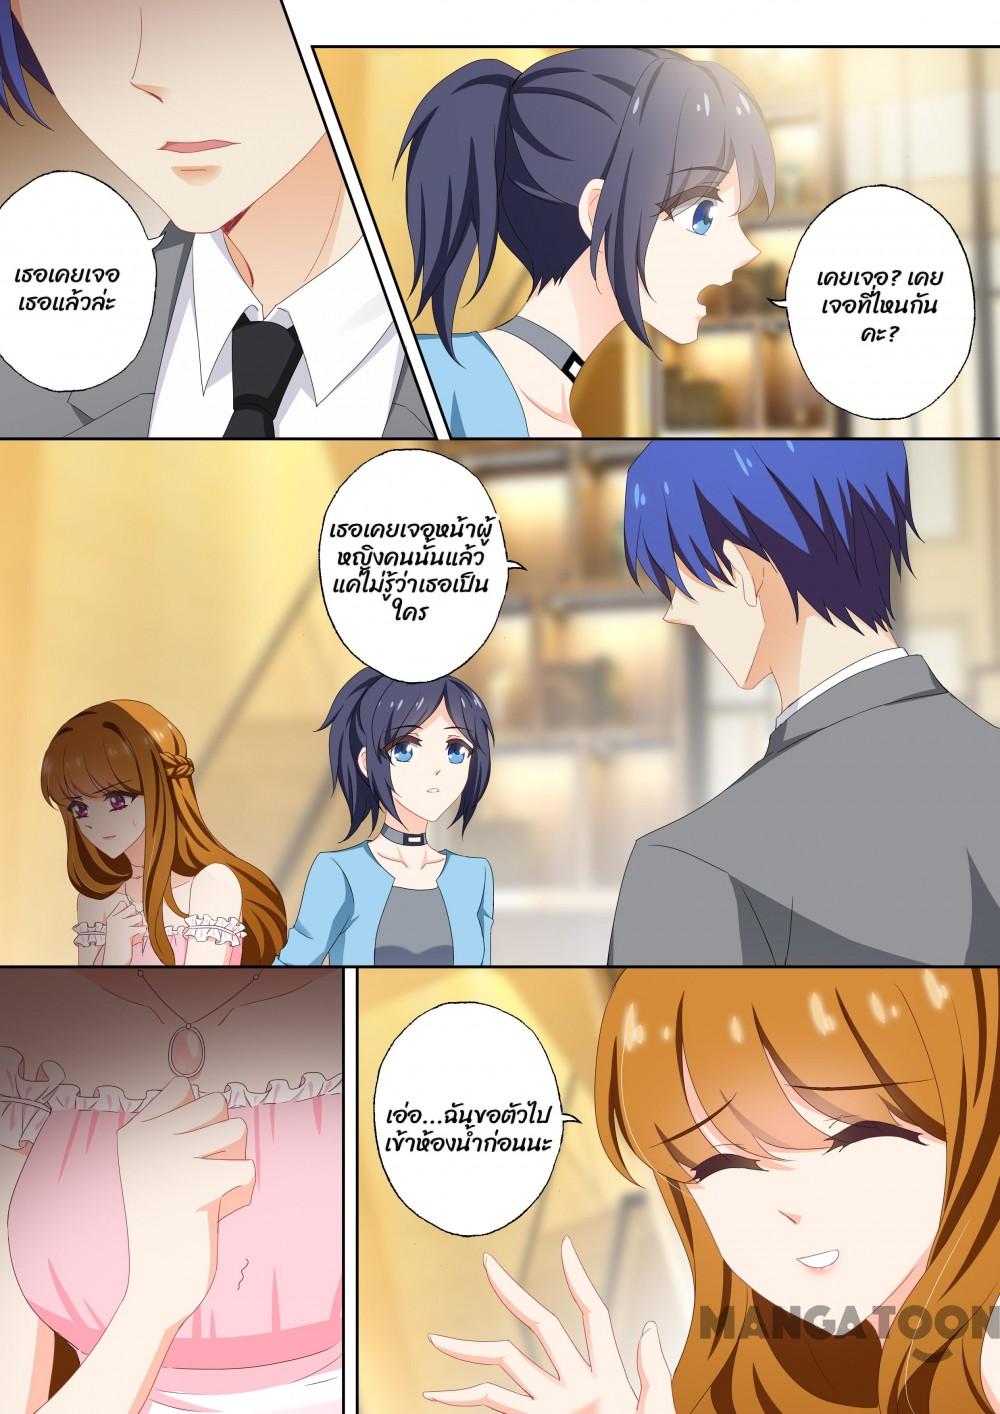 เธอเคยเจอ
เธอแล้วล่ะ
เคยเจอ? เคย
เจอที่ไหนกัน
คะ?
เธอเคยเจอหน้าผู้
หญิงคนนั้นแล้ว
แค่ไม่รู้ว่าเธอเป็น
ใคร
เอ่อ...ฉันขอตัวไป
เข้าห้องน้ำก่อนนะ
MANGATOON